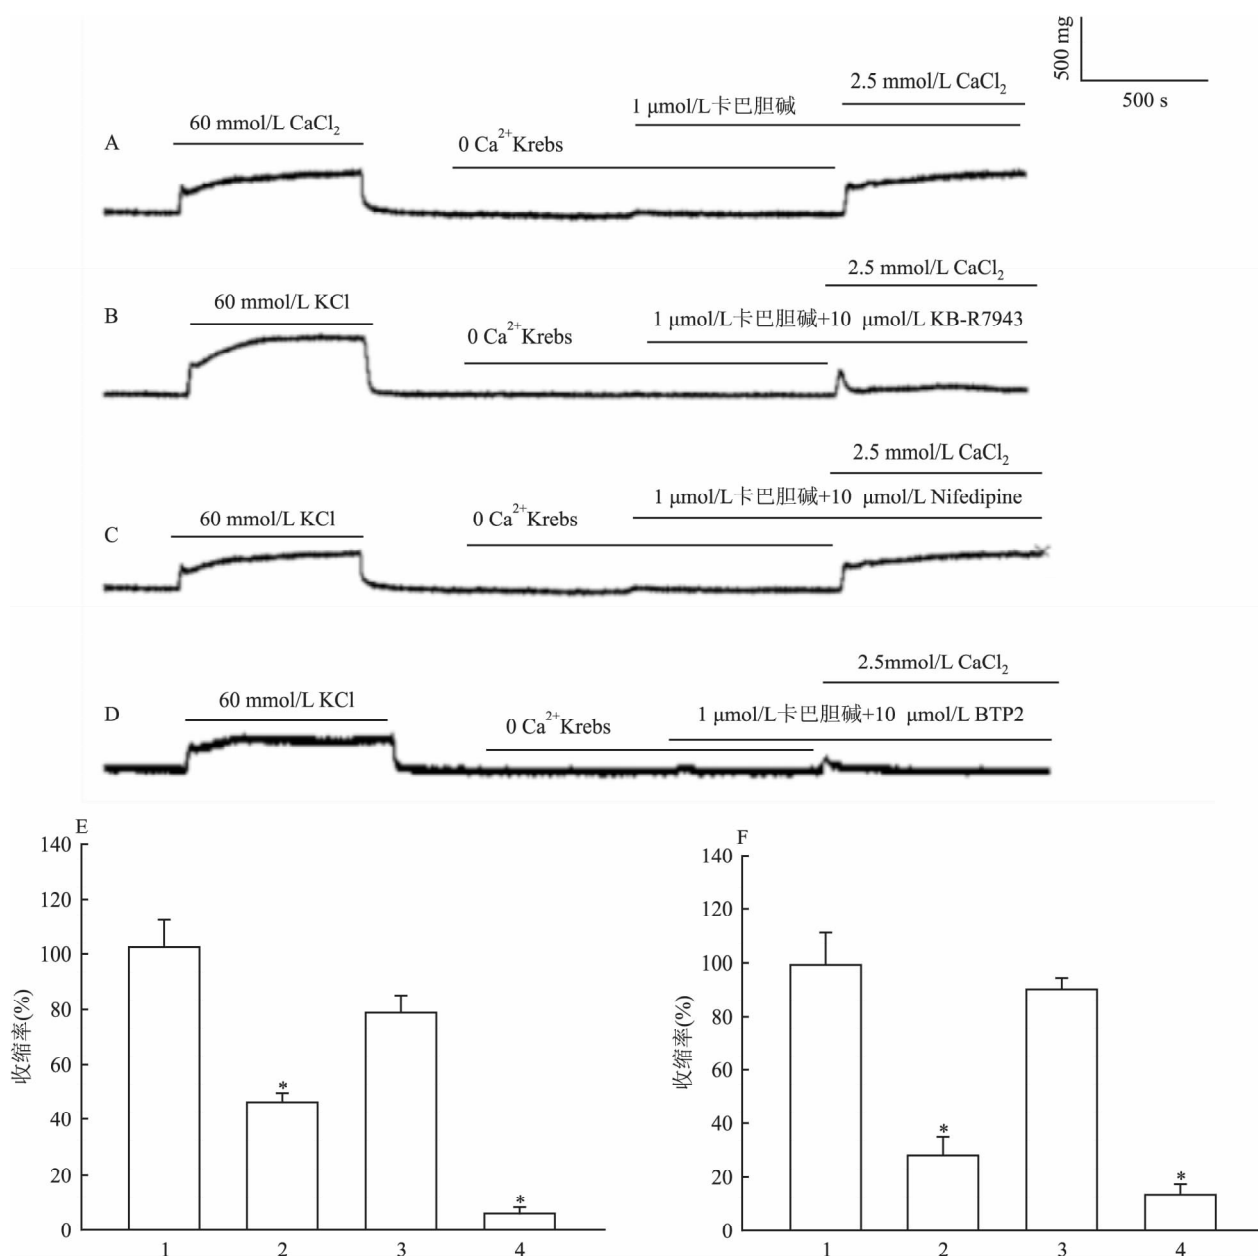 500 mg
500 s
2.5 mmol/L CaCl₂
1 μmol/L卡巴胆碱
60 mmol/L CaCl₂
0 Ca²⁺Krebs
A
2.5 mmol/L CaCl₂
60 mmol/L KCl
1 μmol/L卡巴胆碱+10 μmol/L KB-R7943
0 Ca²⁺Krebs
B
2.5 mmol/L CaCl₂
1 μmol/L卡巴胆碱+10 μmol/L Nifedipine
60 mmol/L KCl
0 Ca²⁺Krebs
C
2.5mmol/L CaCl₂
60 mmol/L KCl
1 μmol/L卡巴胆碱+10 μmol/L BTP2
0 Ca²⁺Krebs
D
E
140
120
100
80
60
40
20
0
收缩率(%)
*
*
1 2 3 4
F
140
120
100
80
60
40
20
0
收缩率(%)
*
*
1 2 3 4